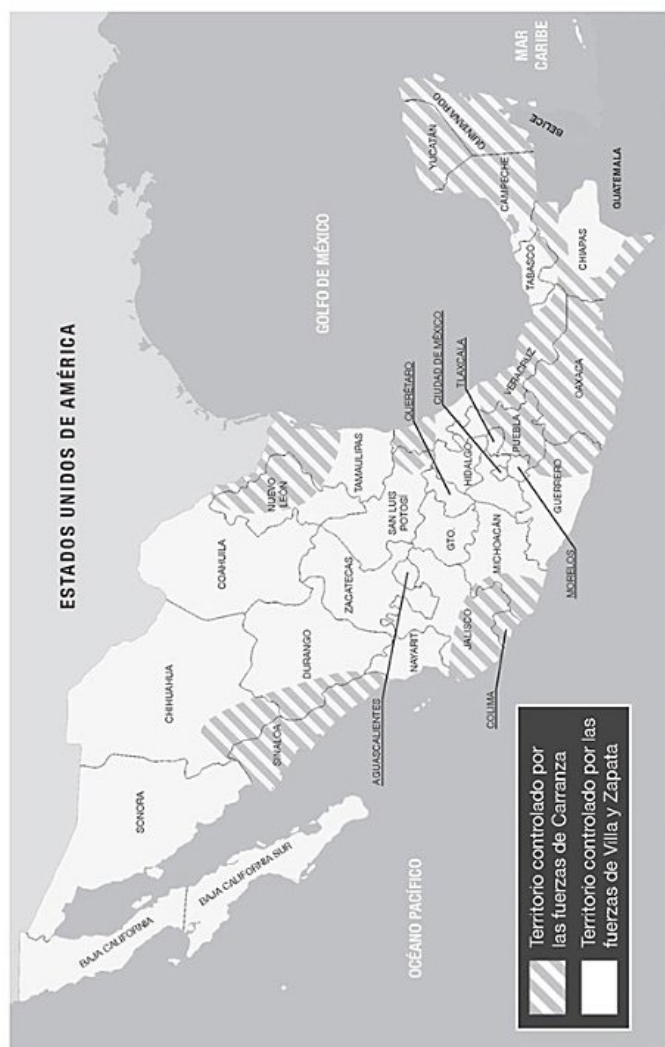 ESTADOS UNIDOS DE AMÉRICA
SONORA
CHIHUAHUA
COAHUILA
NUEVO
LEÓN
TAMAULIPAS
BAJA CALIFORNIA
BAJA CALIFORNIA SUR
SINALOA
DURANGO
ZACATECAS
SAN LUIS
POTOSÍ
GOLFO DE MÉXICO
AGUASCALIENTES
NAYARIT
JALISCO
COLIMA
GTO.
MICHOACÁN
QUERÉTARO
HIDALGO
CIUDAD DE MÉXICO
TLAXCALA
MORELOS
PUEBLA
VERACRUZ
GUERRERO
OAXACA
TABASCO
CHIAPAS
CAMPECHE
YUCATÁN
QUINTANA ROO
BELICE
GUATEMALA
MAR
CARIBE
OCÉANO PACÍFICO
Territorio controlado por
las fuerzas de Carranza
Territorio controlado por las
fuerzas de Villa y Zapata